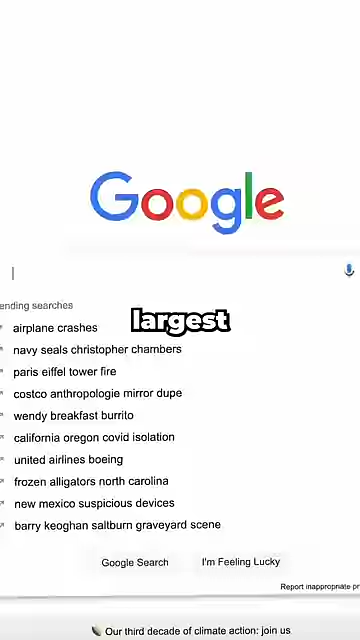 Google
ending searches
airplane crashes
largest
navy seals christopher chambers
paris eiffel tower fire
costco anthropologie mirror dupe
wendy breakfast burrito
california oregon covid isolation
united airlines boeing
frozen alligators north carolina
new mexico suspicious devices
barry keoghan saltburn graveyard scene
Google Search I'm Feeling Lucky
Report inappropriate pr
Our third decade of climate action: join us